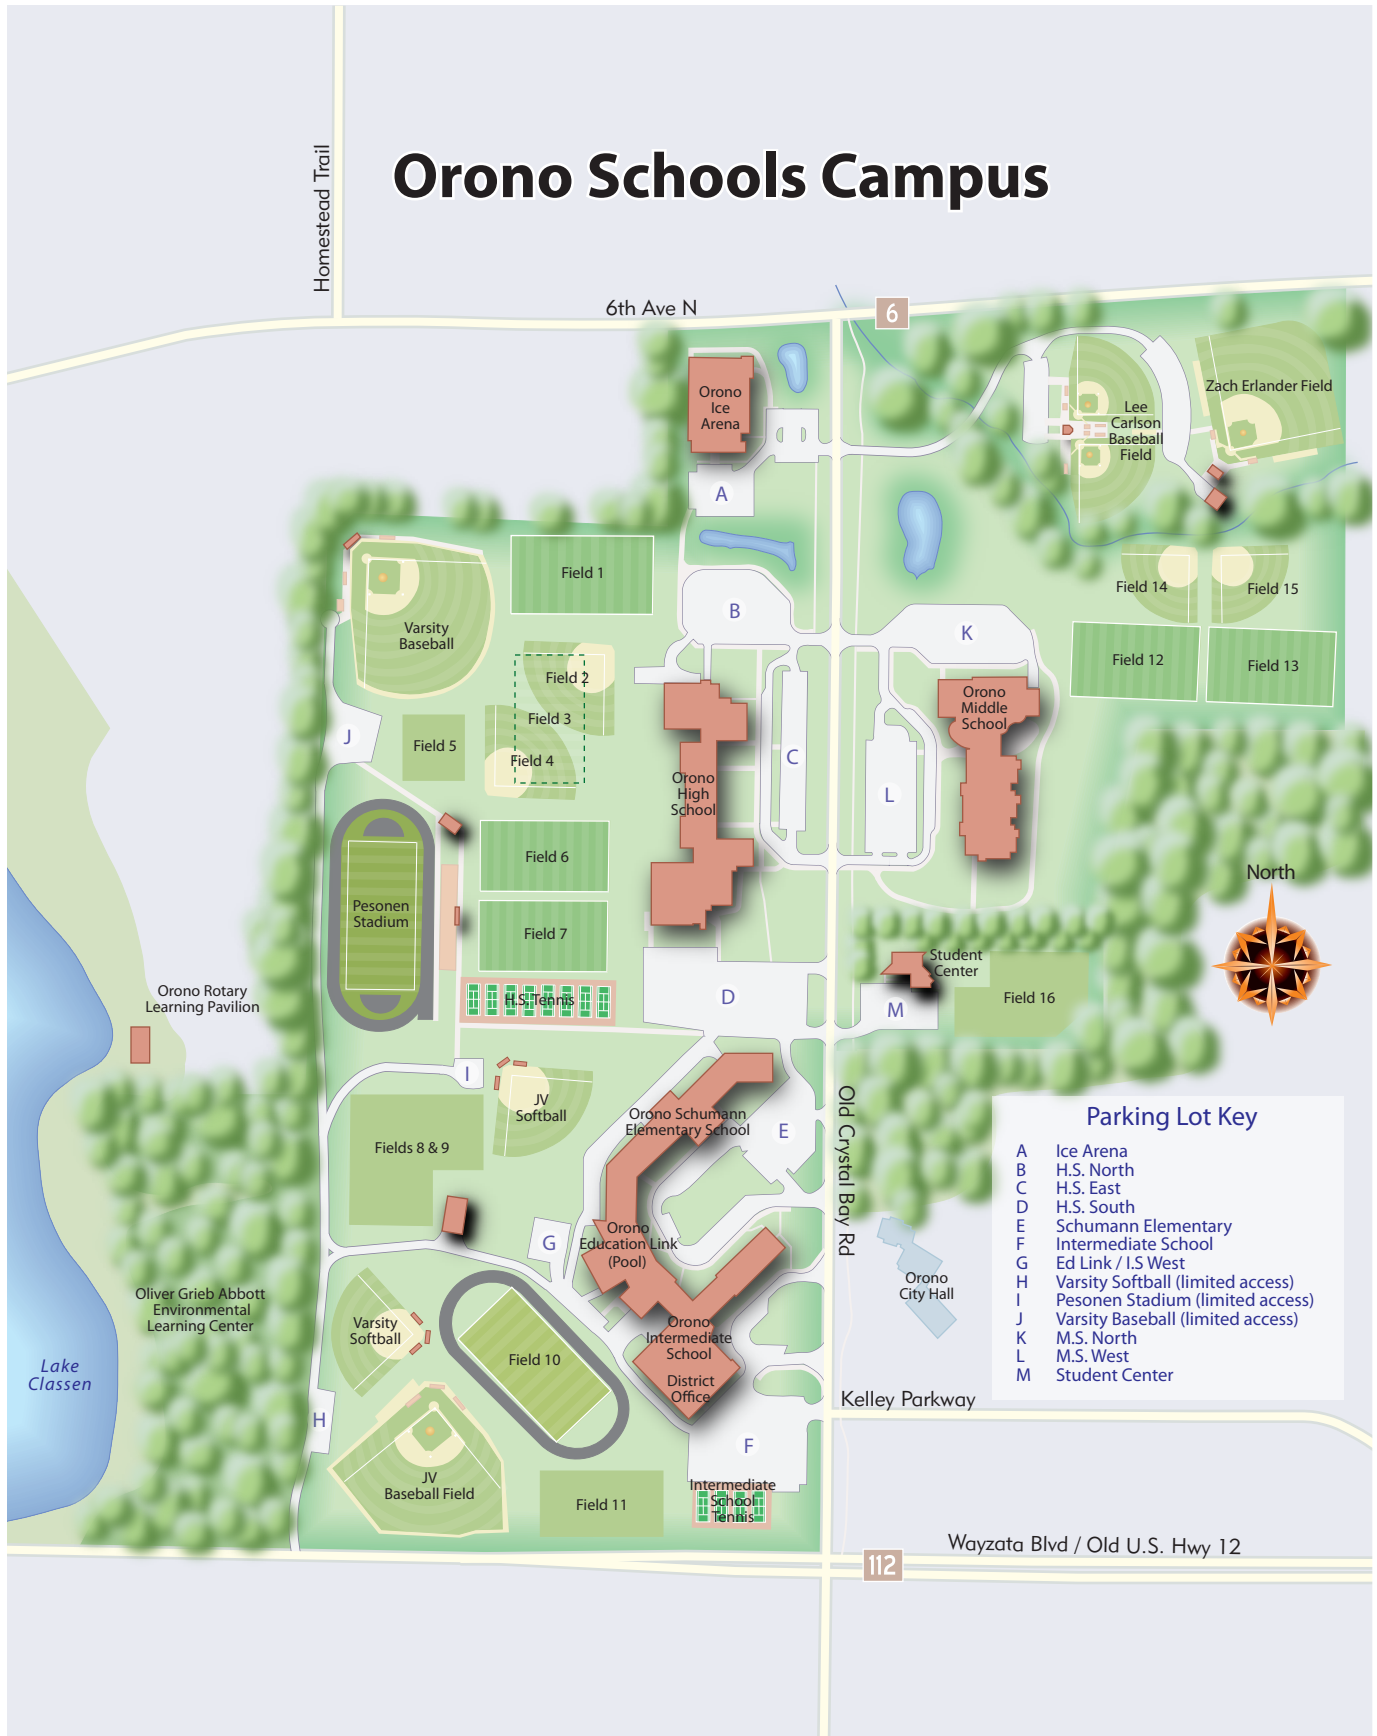 Orono Schools Campus
Homestead Trail
6th Ave N
6
Orono
Ice
Arena
A
Lee
Carlson
Baseball
Field
Zach Erlander Field
Field 14
Field 15
Field 12
Field 13
Varsity
Baseball
Field 1
Field 2
Field 3
Field 4
Field 5
B
K
J
C
L
Orono
High
School
Orono
Middle
School
Field 6
Field 7
Pesonen
Stadium
H.S. Tennis
D
Student
Center
M
Field 16
North
Orono Rotary
Learning Pavilion
I
JV
Softball
Fields 8 & 9
Orono Schumann
Elementary School
E
Old Crystal Bay Rd
G
Orono
Education Link
(Pool)
Orono
City Hall
Oliver Grieb Abbott
Environmental
Learning Center
Lake
Classen
Varsity
Softball
Field 10
Orono
Intermediate
School
District
Office
H
F
JV
Baseball Field
Field 11
Intermediate
School
Tennis
Kelley Parkway
Wayzata Blvd / Old U.S. Hwy 12
112
Parking Lot Key
A Ice Arena
B H.S. North
C H.S. East
D H.S. South
E Schumann Elementary
F Intermediate School
G Ed Link / I.S West
H Varsity Softball (limited access)
I Pesonen Stadium (limited access)
J Varsity Baseball (limited access)
K M.S. North
L M.S. West
M Student Center